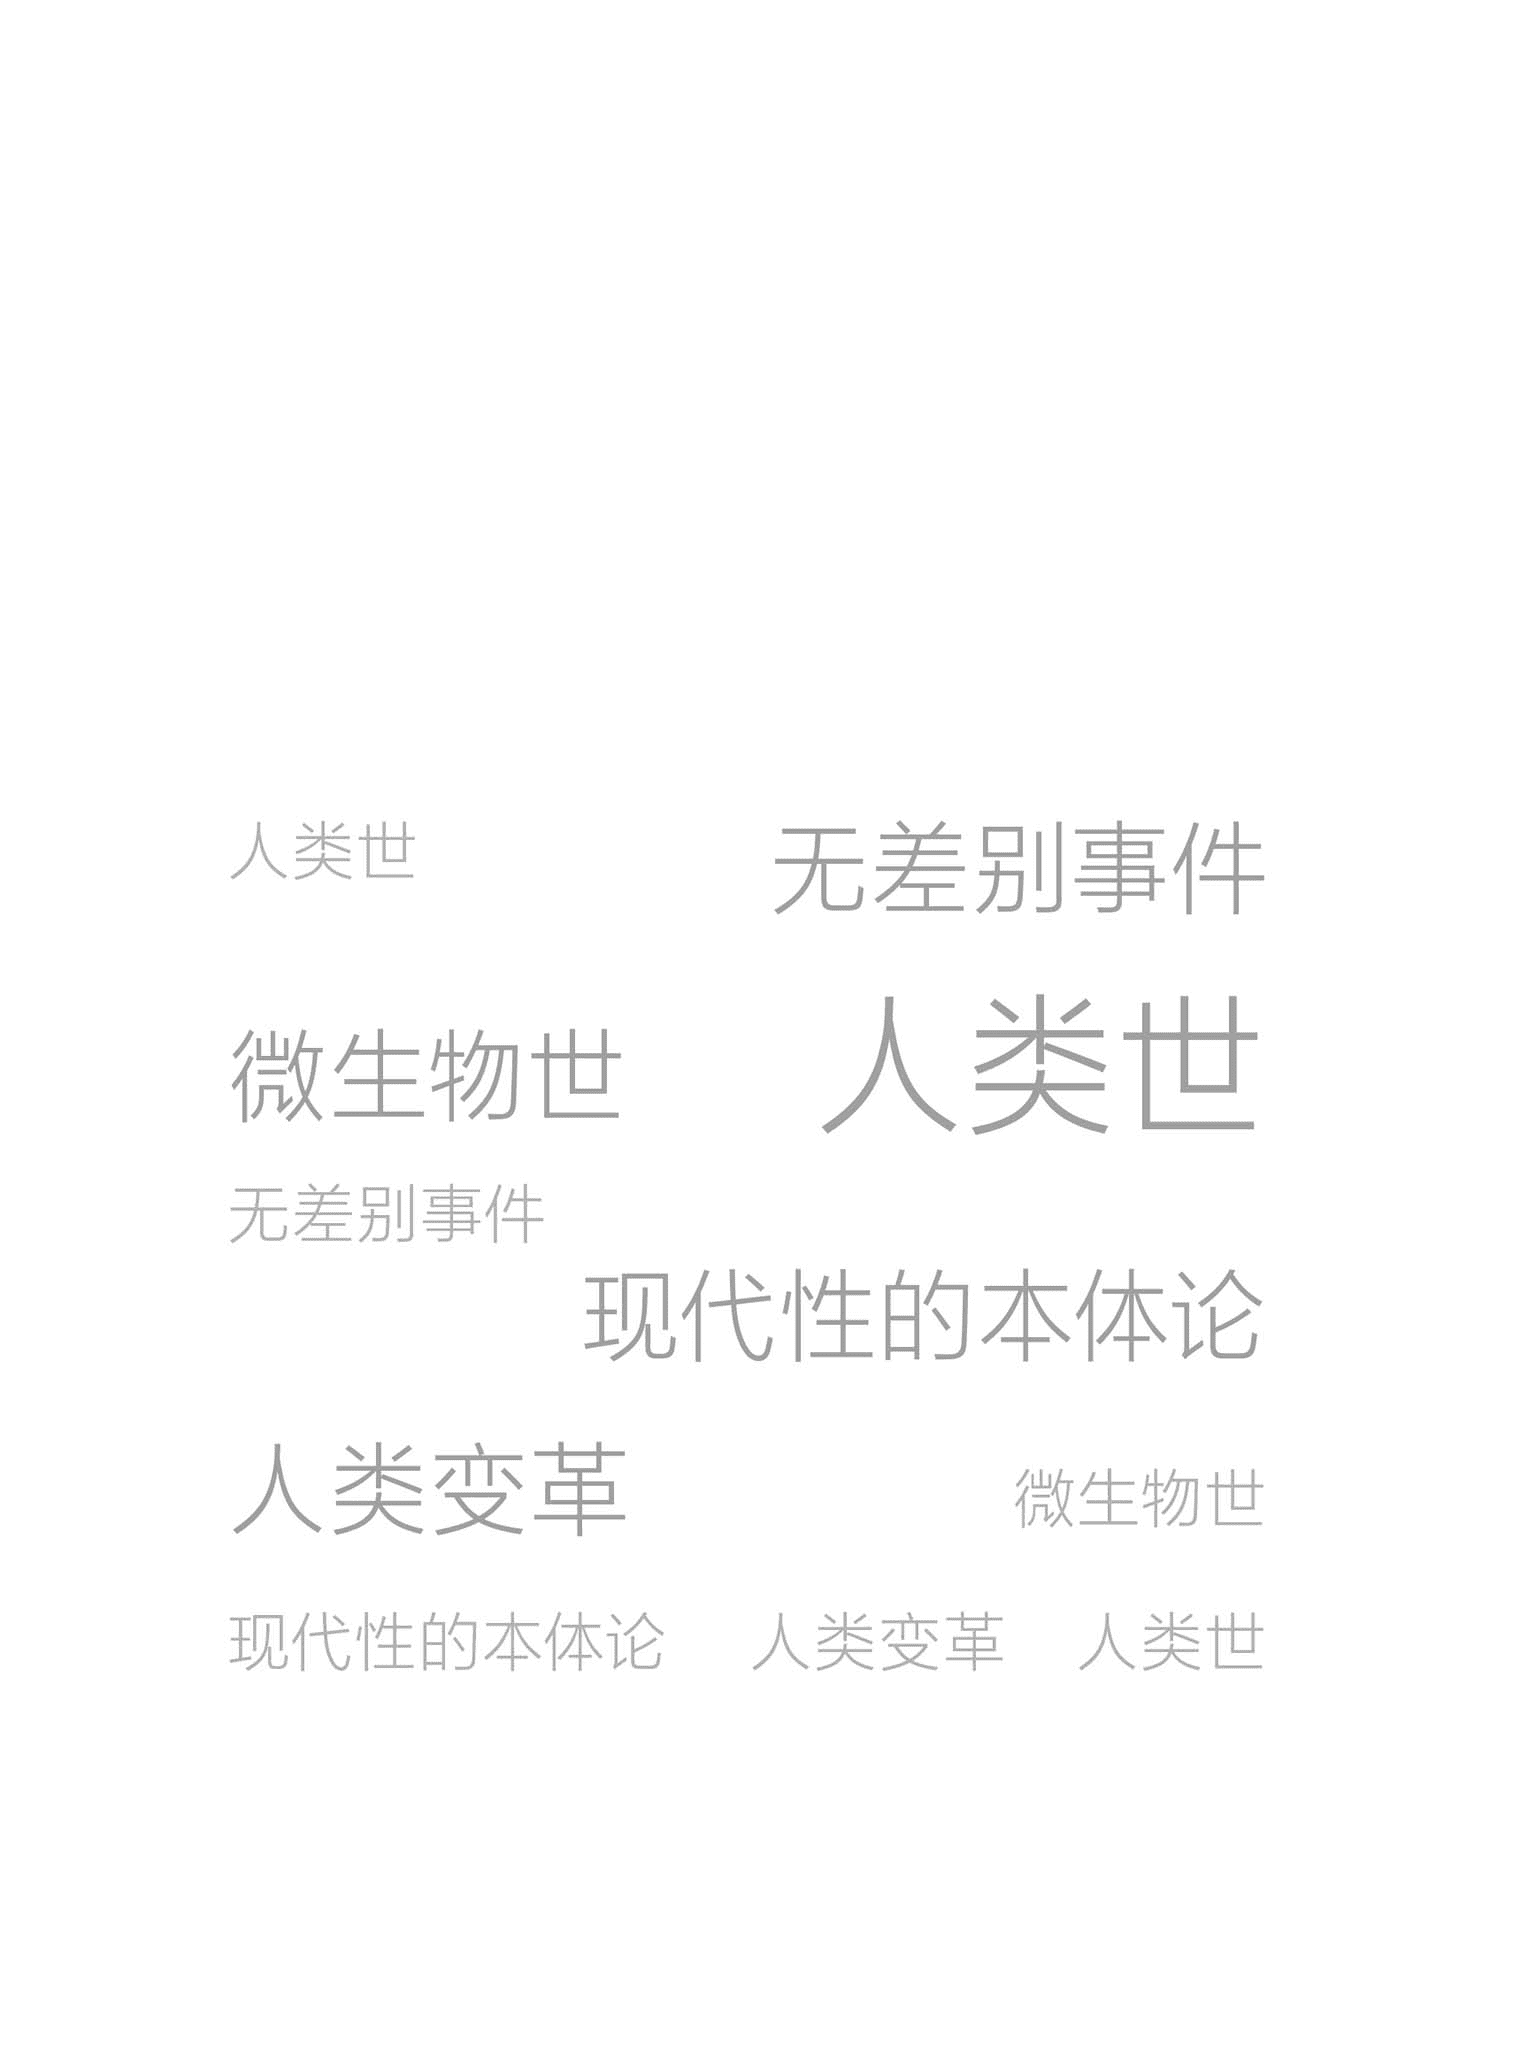 人类世
无差别事件
微生物世
人类世
无差别事件
现代性的本体论
人类变革
微生物世
现代性的本体论
人类变革
人类世